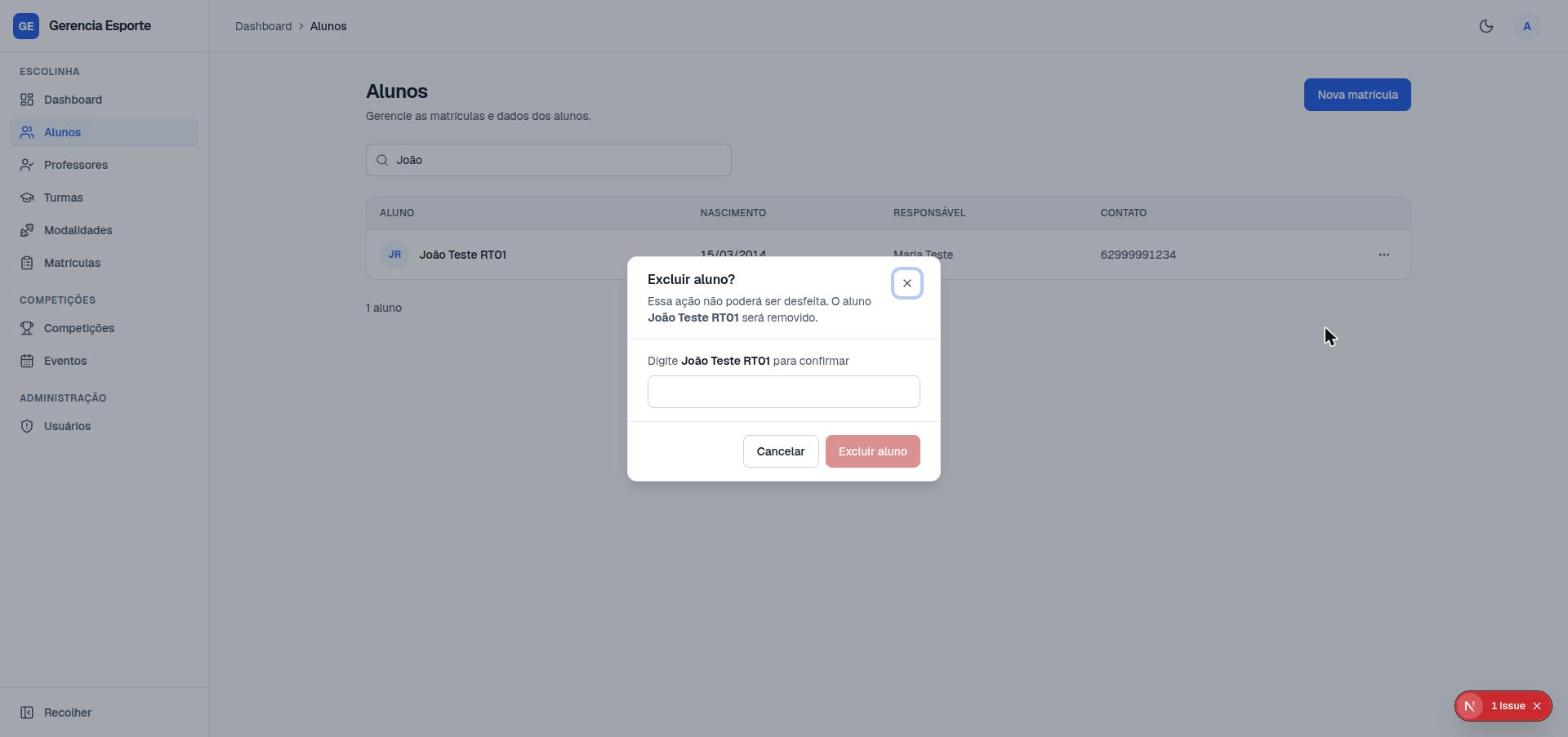 GE Gerencia Esporte
Dashboard > Alunos
A
ESCOLINHA
Dashboard
Alunos
Professores
Turmas
Modalidades
Matrículas
COMPETIÇÕES
Competições
Eventos
ADMINISTRAÇÃO
Usuários
Recolher
Alunos
Gerencie as matrículas e dados dos alunos.
Nova matrícula
João
ALUNO NASCIMENTO RESPONSÁVEL CONTATO
JR João Teste RT01 15/03/2014 Maria Teste 62999991234 ...
1 aluno
Excluir aluno?
Essa ação não poderá ser desfeita. O aluno
João Teste RT01 será removido.
Digite João Teste RT01 para confirmar
Cancelar Excluir aluno
N 1 Issue